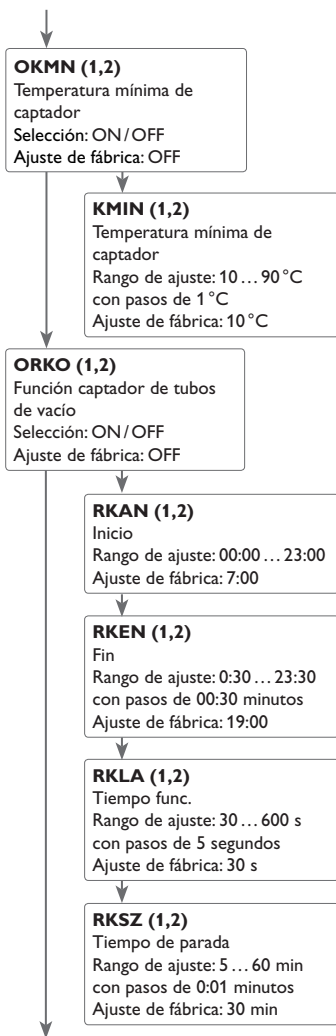 OKMN (1,2)
Temperatura mínima de
captador
Selección: ON / OFF
Ajuste de fábrica: OFF
KMIN (1,2)
Temperatura mínima de
captador
Rango de ajuste: 10 … 90 °C
con pasos de 1 °C
Ajuste de fábrica: 10 °C
ORKO (1,2)
Función captador de tubos
de vacío
Selección: ON / OFF
Ajuste de fábrica: OFF
RKAN (1,2)
Inicio
Rango de ajuste: 00:00 … 23:00
Ajuste de fábrica: 7:00
RKEN (1,2)
Fin
Rango de ajuste: 0:30 … 23:30
con pasos de 00:30 minutos
Ajuste de fábrica: 19:00
RKLA (1,2)
Tiempo func.
Rango de ajuste: 30 … 600 s
con pasos de 5 segundos
Ajuste de fábrica: 30 s
RKSZ (1,2)
Tiempo de parada
Rango de ajuste: 5 … 60 min
con pasos de 0:01 minutos
Ajuste de fábrica: 30 min